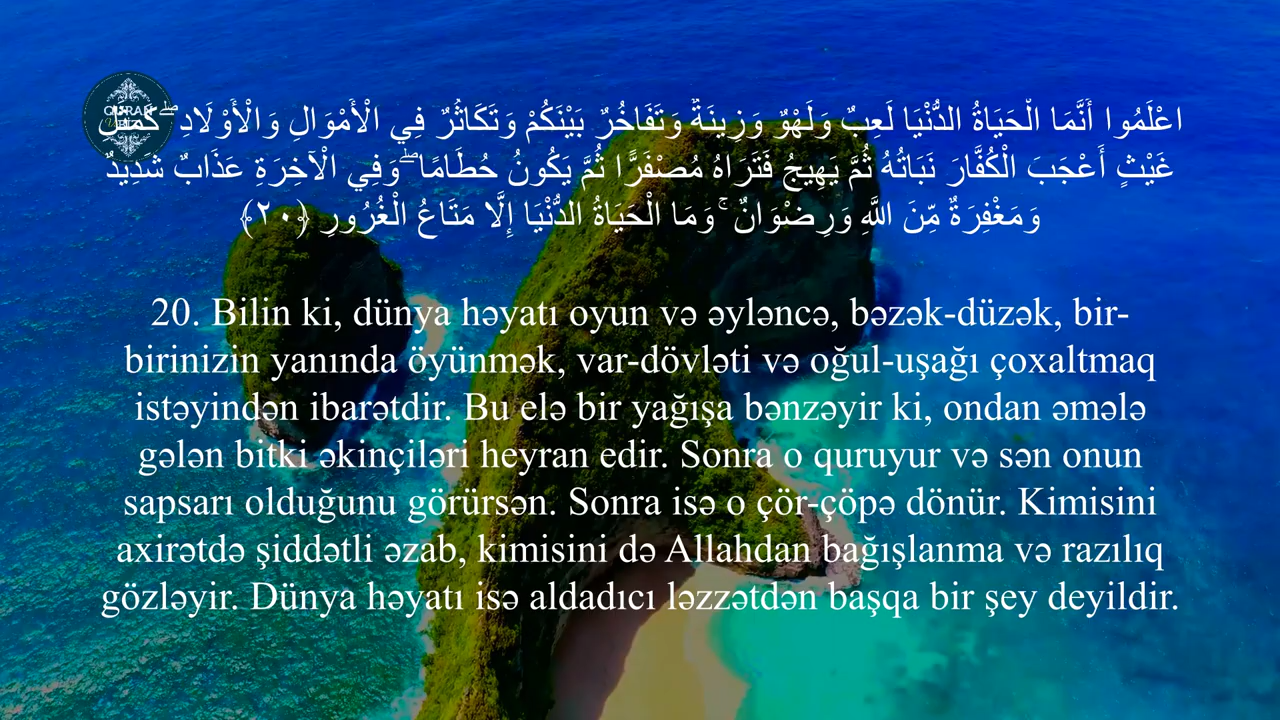 QURAN
اعْلَمُوا أَنَّمَا الْحَيَاةُ الدُّنْيَا لَعِبٌ وَلَهْوٌ وَزِينَةٌ وَتَفَاخُرٌ بَيْنَكُمْ وَتَكَاثُرٌ فِي الْأَمْوَالِ وَالْأَوْلَادِ ۖ كَمَثَلِ
غَيْثٍ أَعْجَبَ الْكُفَّارَ نَبَاتُهُ ثُمَّ يَهِيجُ فَتَرَاهُ مُصْفَرًّا ثُمَّ يَكُونُ حُطَامًا ۖ وَفِي الْآخِرَةِ عَذَابٌ شَدِيدٌ
وَمَغْفِرَةٌ مِّنَ اللَّهِ وَرِضْوَانٌ ۚ وَمَا الْحَيَاةُ الدُّنْيَا إِلَّا مَتَاعُ الْغُرُورِ ﴿٢٠﴾
20. Bilin ki, dünya həyatı oyun və əyləncə, bəzək-düzək, bir-
birinizin yanında öyünmək, var-dövləti və oğul-uşağı çoxaltmaq
istəyindən ibarətdir. Bu elə bir yağışa bənzəyir ki, ondan əmələ
gələn bitki əkinçiləri heyran edir. Sonra o quruyur və sən onun
sapsarı olduğunu görürsən. Sonra isə o çör-çöpə dönür. Kimisini
axirətdə şiddətli əzab, kimisini də Allahdan bağışlanma və razılıq
gözləyir. Dünya həyatı isə aldadıcı ləzzətdən başqa bir şey deyildir.